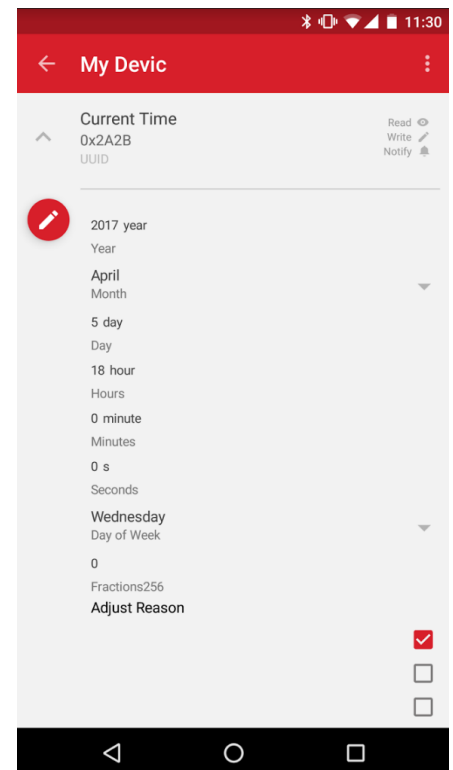 11:30
My Devic
Current Time
0x2A2B
UUID
Read
Write
Notify
2017 year
Year
April
Month
5 day
Day
18 hour
Hours
0 minute
Minutes
0 s
Seconds
Wednesday
Day of Week
0
Fractions256
Adjust Reason